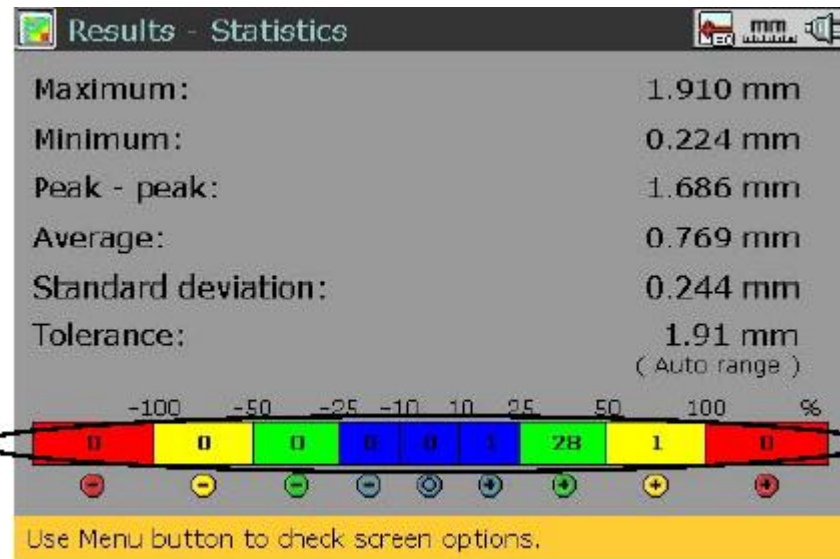 Results - Statistics mm
Maximum: 1.910 mm
Minimum: 0.224 mm
Peak - peak: 1.686 mm
Average: 0.769 mm
Standard deviation: 0.244 mm
Tolerance: 1.91 mm
( Auto range )
-100 -50 -25 -10 10 25 50 100 %
0 0 0 0 0 1 28 1 0
Use Menu button to check screen options.